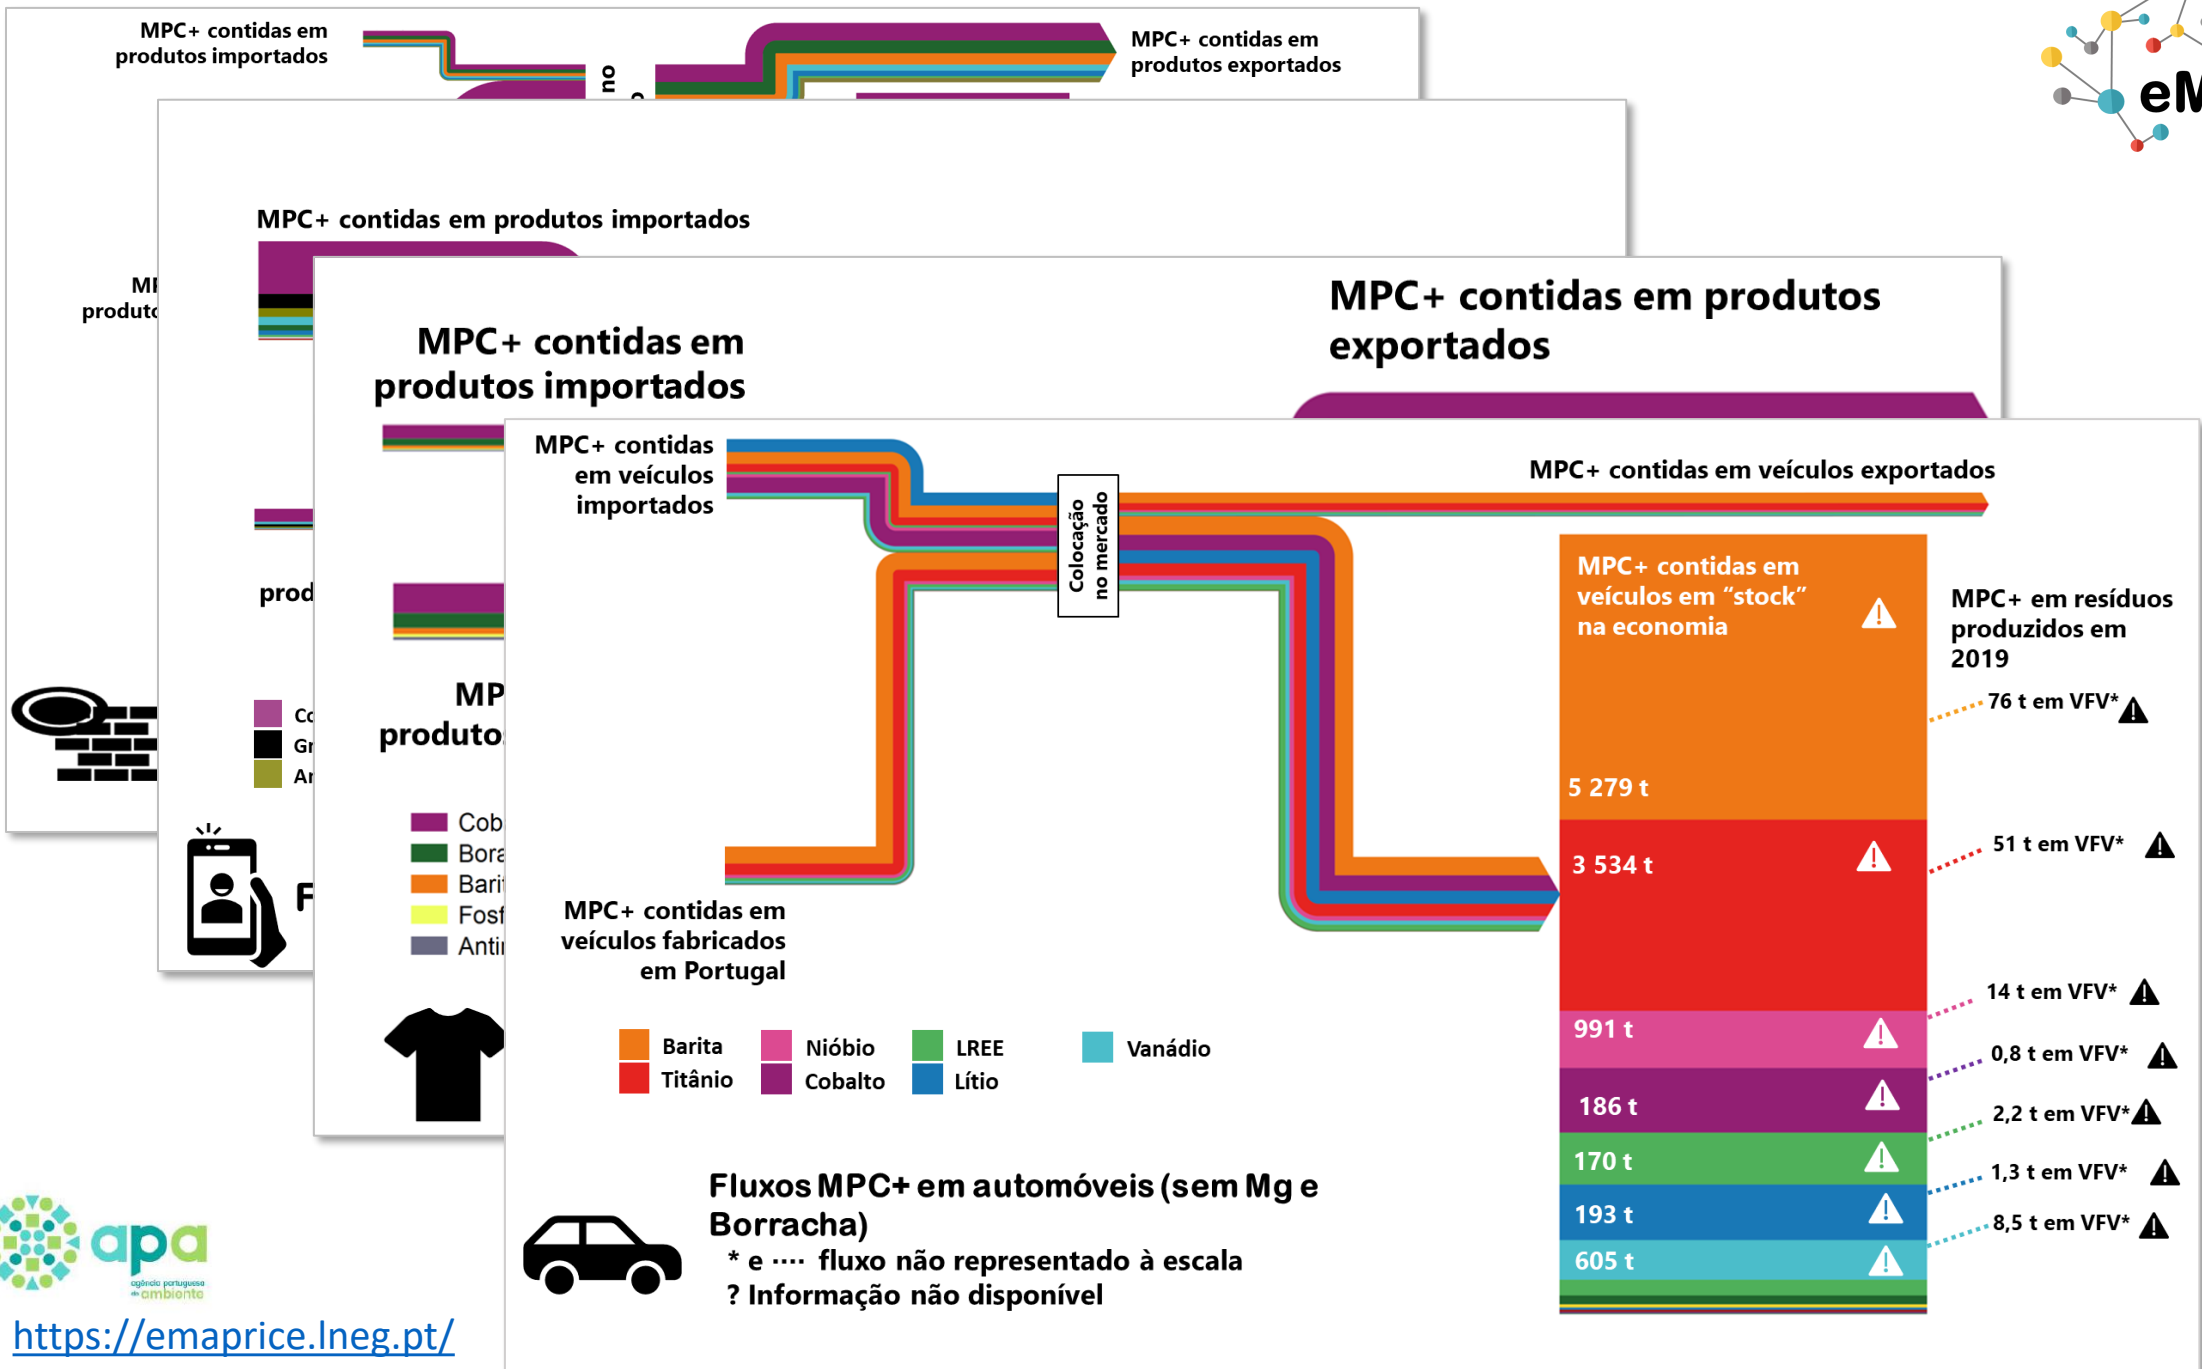 MPC+ contidas em
produtos importados
no
MPC+ contidas em
produtos exportados
MPC+ contidas em produtos importados
MPC+ contidas em
produtos importados
MPC+ contidas em produtos
exportados
MPC+ contidas
em veículos
importados
Colocação
no mercado
MPC+ contidas em veículos exportados
MPC+ contidas em
veículos em “stock”
na economia
5 279 t
3 534 t
991 t
186 t
170 t
193 t
605 t
MPC+ em resíduos
produzidos em
2019
76 t em VFV*
51 t em VFV*
14 t em VFV*
0,8 t em VFV*
2,2 t em VFV*
1,3 t em VFV*
8,5 t em VFV*
MPC+ contidas em
veículos fabricados
em Portugal
Barita
Nióbio
LREE
Vanádio
Titânio
Cobalto
Lítio
Fluxos MPC+ em automóveis (sem Mg e
Borracha)
* e ···· fluxo não representado à escala
? Informação não disponível
apa
agência portuguesa
do ambiente
https://emaprice.lneg.pt/